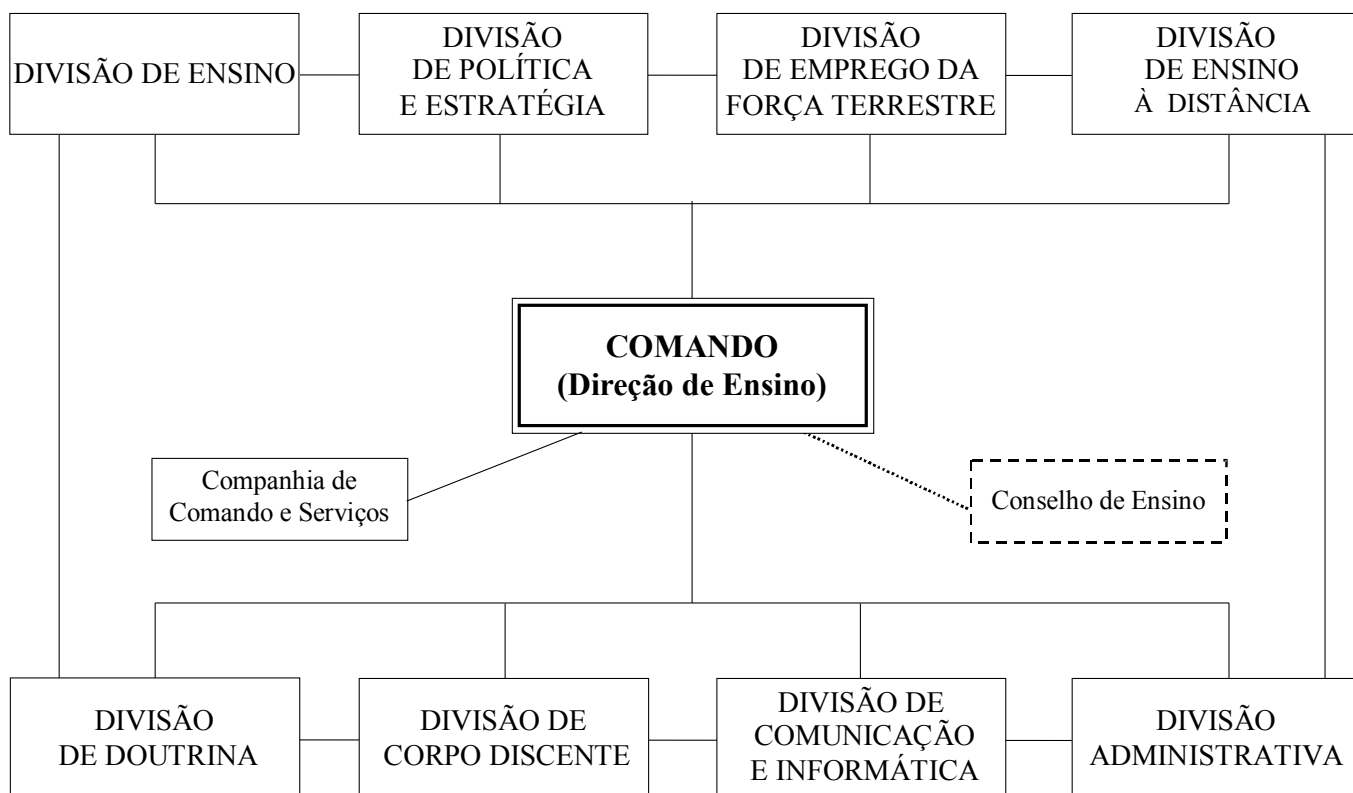 DIVISÃO DE ENSINO
DIVISÃO
DE POLÍTICA
E ESTRATÉGIA
DIVISÃO
DE EMPREGO DA
FORÇA TERRESTRE
DIVISÃO
DE ENSINO
À DISTÂNCIA
COMANDO
(Direção de Ensino)
Companhia de
Comando e Serviços
Conselho de Ensino
DIVISÃO
DE DOUTRINA
DIVISÃO DE
CORPO DISCENTE
DIVISÃO DE
COMUNICAÇÃO
E INFORMÁTICA
DIVISÃO
ADMINISTRATIVA